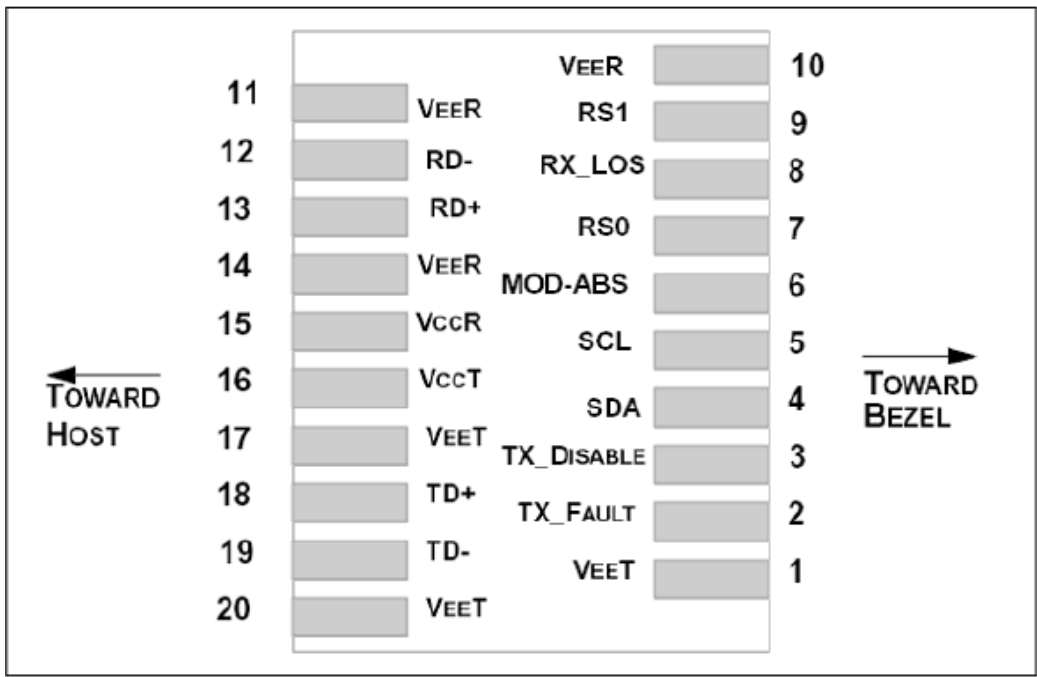 VEER 10
11 VEER
RS1 9
12 RD-
RX_LOS 8
13 RD+
RS0 7
14 VEER
MOD-ABS 6
15 VCCR
SCL 5
16 VCCT
SDA 4
17 VEET
TX_DISABLE 3
18 TD+
TX_FAULT 2
19 TD-
VEET 1
20 VEET
TOWARD
HOST
TOWARD
BEZEL